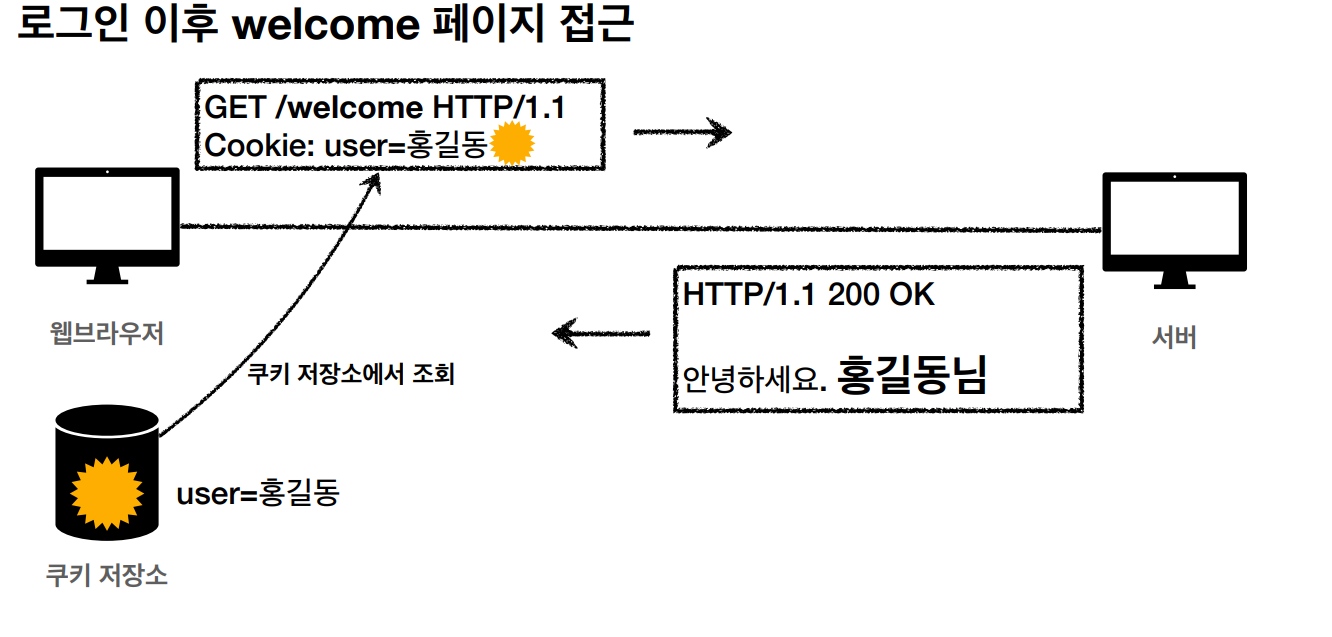 로그인 이후 welcome 페이지 접근
GET /welcome HTTP/1.1
Cookie: user=홍길동
웹브라우저
HTTP/1.1 200 OK
안녕하세요. 홍길동님
서버
쿠키 저장소에서 조회
user=홍길동
쿠키 저장소